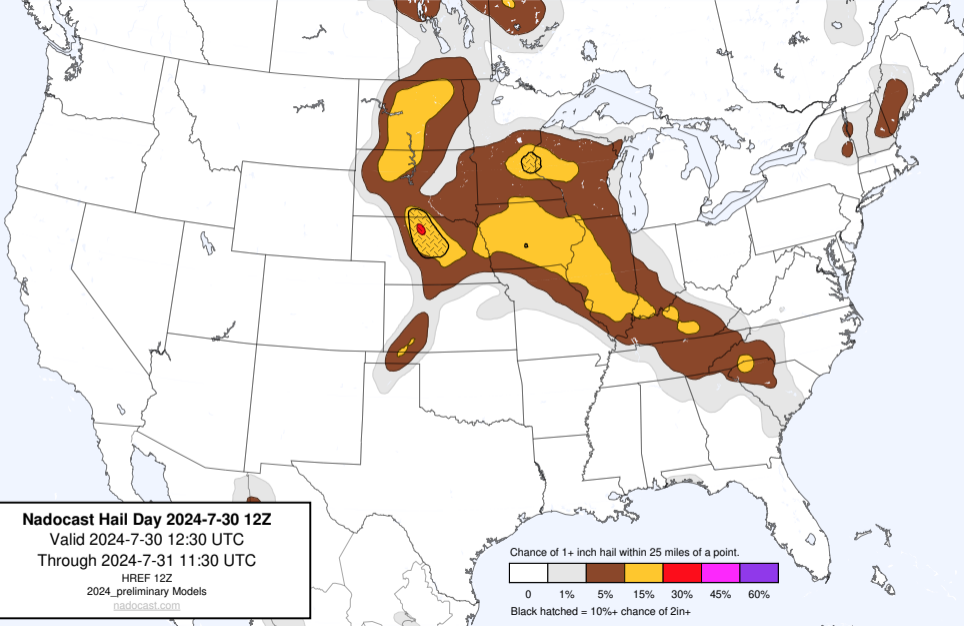 Nadocast Hail Day 2024-7-30 12Z
Valid 2024-7-30 12:30 UTC
Through 2024-7-31 11:30 UTC
HREF 12Z
2024_preliminary Models
nadocast.com
Chance of 1+ inch hail within 25 miles of a point.
0 1% 5% 15% 30% 45% 60%
Black hatched = 10%+ chance of 2in+